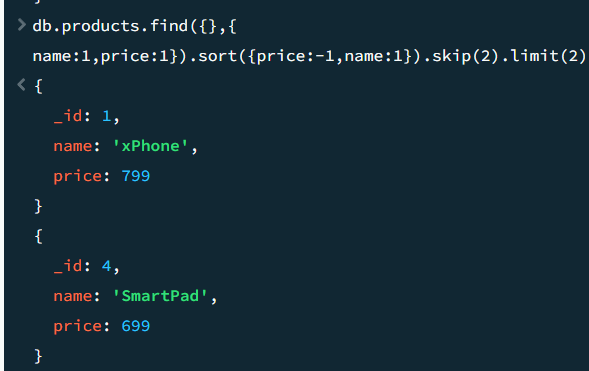 }
> db.products.find({},{
name:1,price:1}).sort({price:-1,name:1}).skip(2).limit(2)
< {
_id: 1,
name: 'xPhone',
price: 799
}
{
_id: 4,
name: 'SmartPad',
price: 699
}